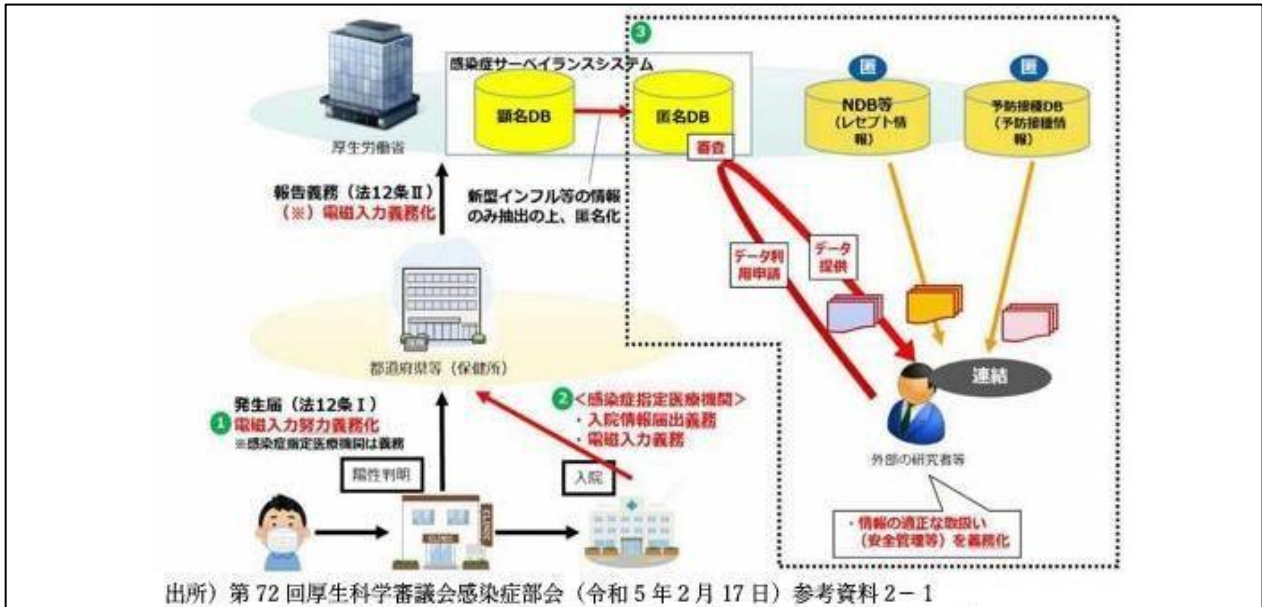 3
感染症サーベイランスシステム
匿
匿
顕名DB
匿名DB
NDB等
(レセプト情
報)
予防接種DB
(予防接種情
報)
審査
厚生労働省
報告義務(法12条Ⅱ)
(※)電磁入力義務化
新型インフル等の情報
のみ抽出の上、匿名化
データ利
用申請
データ
提供
都道府県等(保健所)
連結
発生届(法12条Ⅰ)
1 電磁入力努力義務化
※感染症指定医療機関は義務
2 <感染症指定医療機関>
・入院情報届出義務
・電磁入力義務
外部の研究者等
陽性判明
入院
・情報の適正な取扱い
(安全管理等)を義務化
出所)第 72 回厚生科学審議会感染症部会(令和 5 年 2 月 17 日)参考資料 2-1